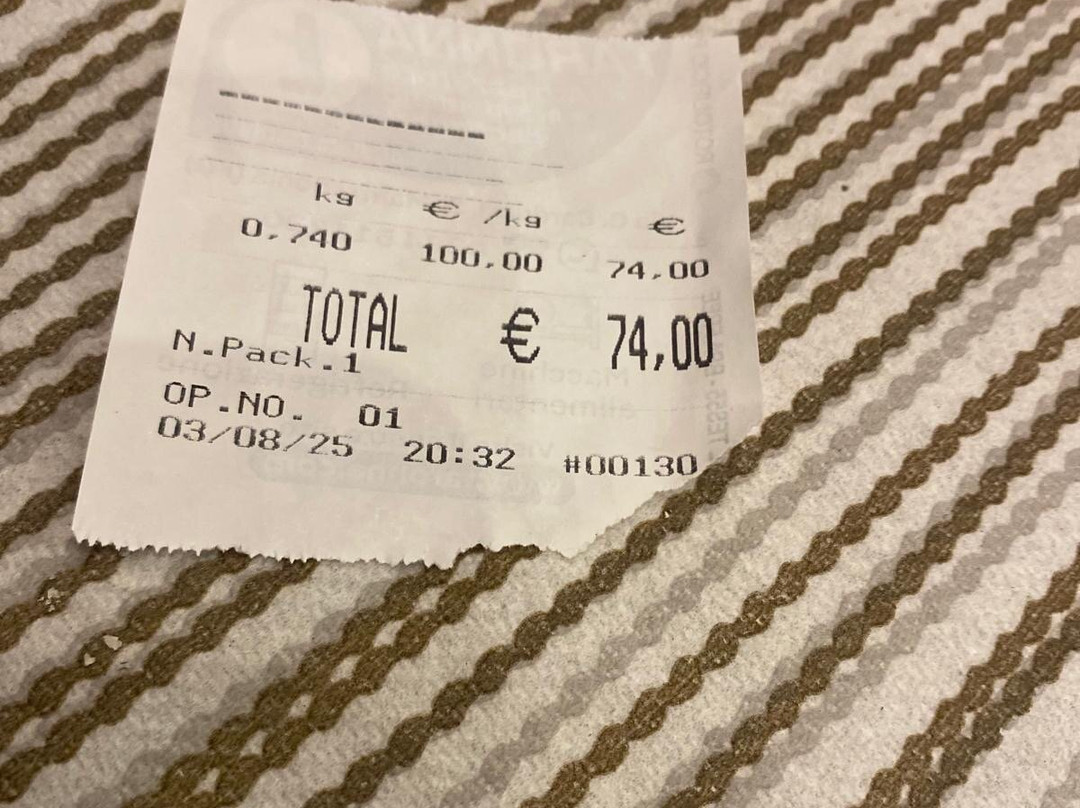 ------------
kg € /kg €
0,740 100,00 74,00
TOTAL € 74,00
N.Pack.1
OP.NO. 01
03/08/25 20:32 #00130